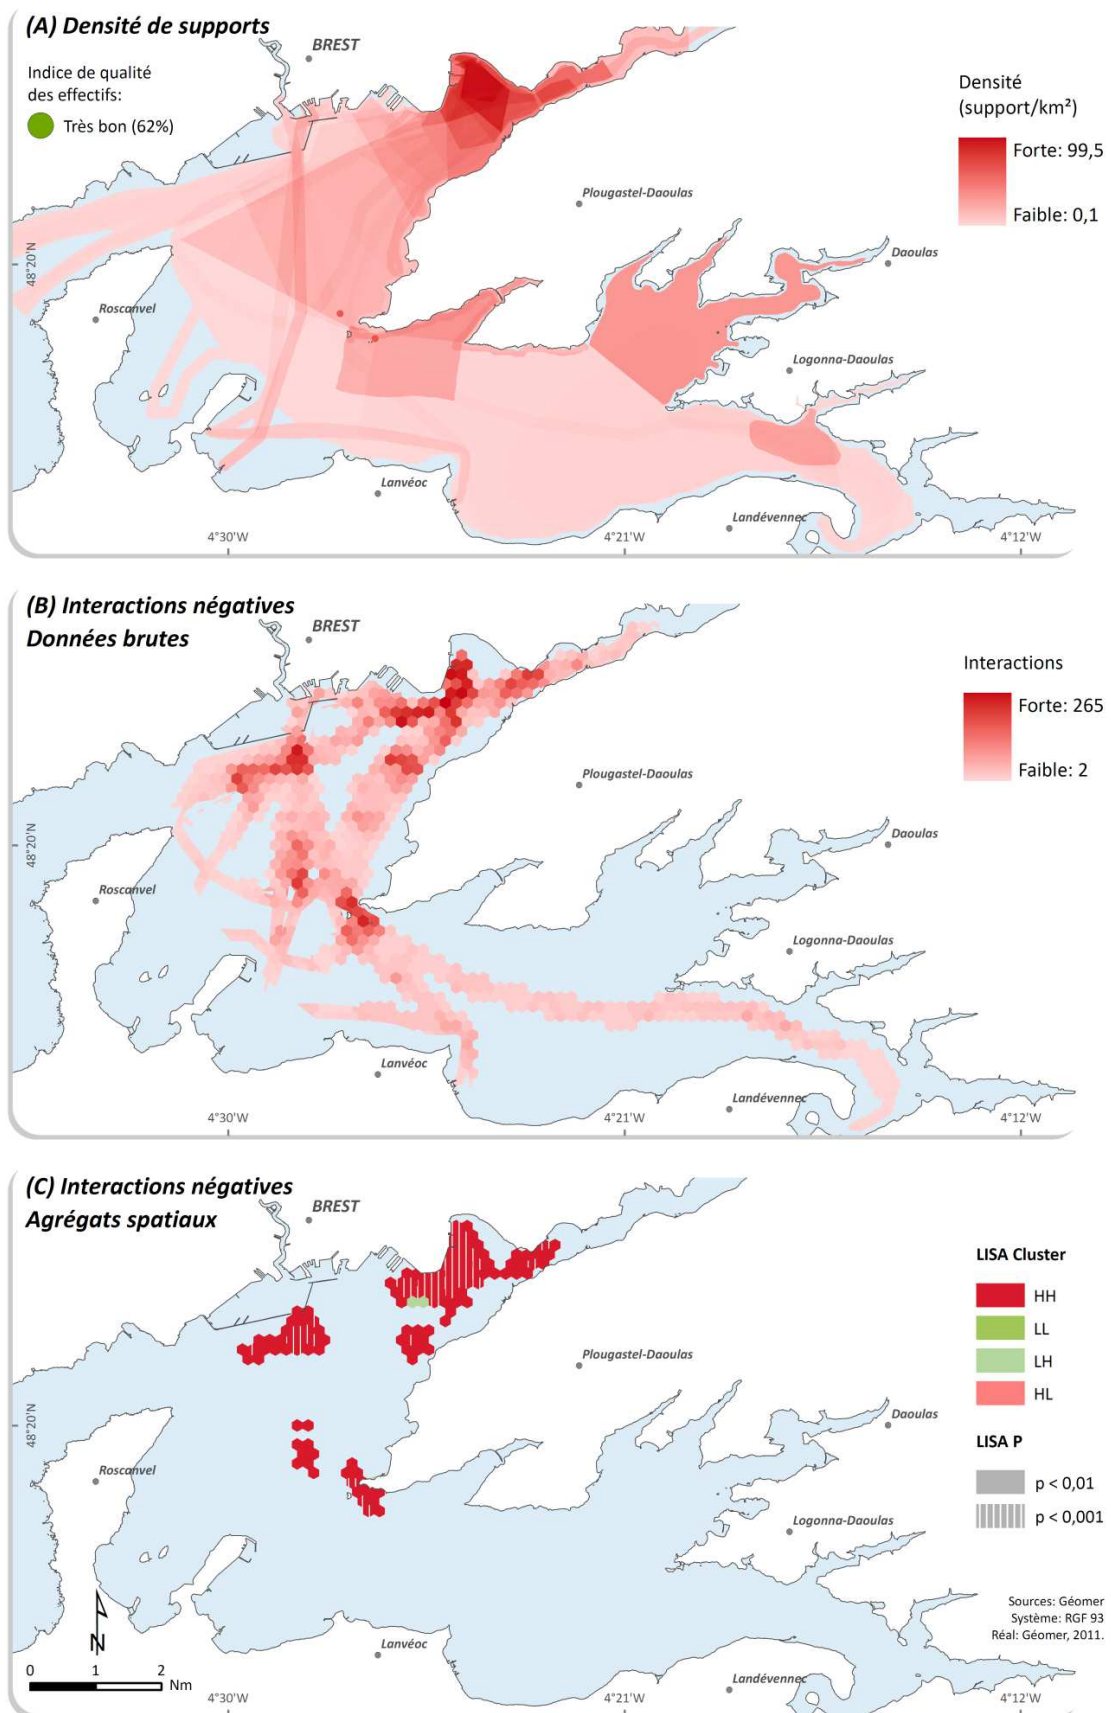 (A) Densité de supports
BREST
Indice de qualité
des effectifs:
Très bon (62%)
Densité
(support/km²)
Forte: 99,5
Faible: 0,1
Plougastel-Daoulas
Daoulas
48°20'N
Roscanvel
Logonna-Daoulas
Lanvéoc
Landévennec
4°30'W
4°21'W
4°12'W
(B) Interactions négatives
Données brutes
BREST
Interactions
Forte: 265
Faible: 2
Plougastel-Daoulas
Daoulas
48°20'N
Roscanvel
Logonna-Daoulas
Lanvéoc
Landévennec
4°30'W
4°21'W
4°12'W
(C) Interactions négatives
Agrégats spatiaux
BREST
LISA Cluster
HH
LL
LH
HL
Plougastel-Daoulas
Daoulas
48°20'N
LISA P
p < 0,01
p < 0,001
Roscanvel
Logonna-Daoulas
Sources: Géomer
Système: RGF 93
Réal: Géomer, 2011.
N
Lanvéoc
0 1 2
Nm
Landévennec
4°30'W
4°21'W
4°12'W